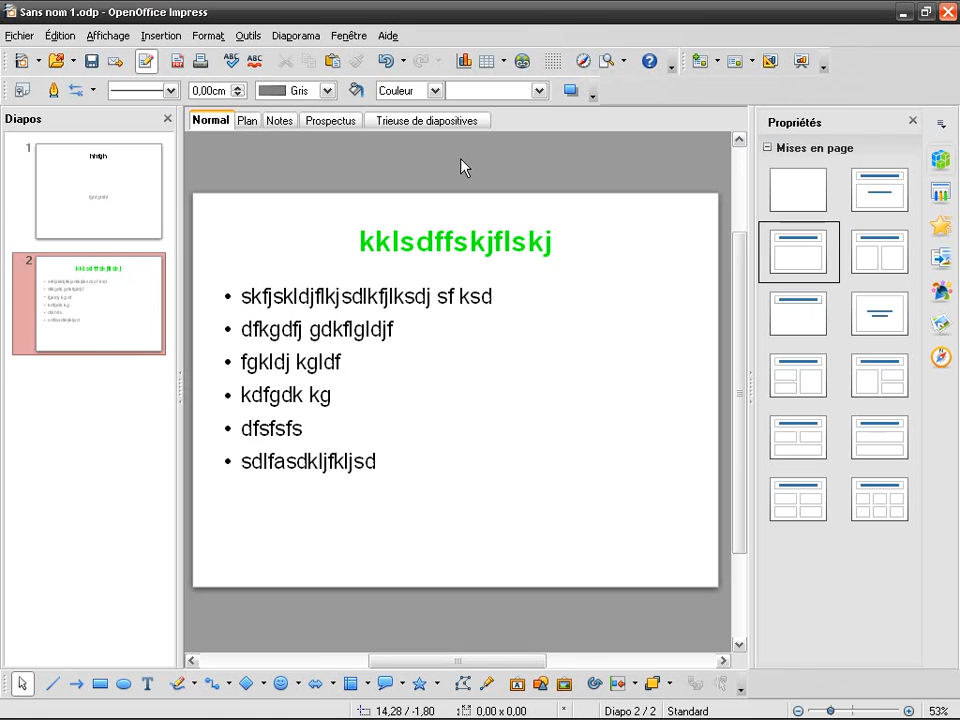 Sans nom 1.odp - OpenOffice Impress
Fichier Édition Affichage Insertion Format Outils Diaporama Fenêtre Aide
0,00cm Gris Couleur
Diapos
Normal Plan Notes Prospectus Trieuse de diapositives
Propriétés
Mises en page
1
2
kklsdffskjflskj
• skfjskldjflkjsdlkfjlksdj sf ksd
• dfkgdfj gdkflgldjf
• fgkldj kgldf
• kdfgdk kg
• dfsfsfs
• sdlfasdkljfkljsd
14,28 / -1,80 0,00 x 0,00 * Diapo 2 / 2 Standard 53%